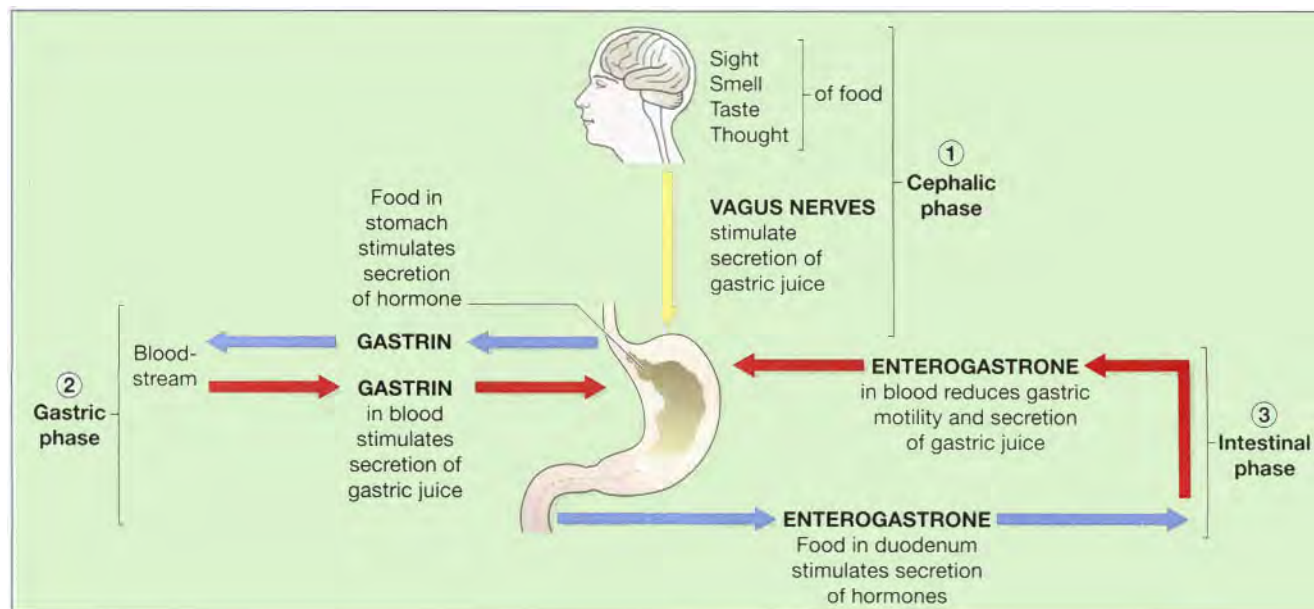 Sight
Smell
Taste
Thought
of food
1
Cephalic
phase
VAGUS NERVES
stimulate
secretion of
gastric juice
Food in
stomach
stimulates
secretion
of hormone
2
Gastric
phase
Blood-
stream
GASTRIN
GASTRIN
in blood
stimulates
secretion of
gastric juice
ENTEROGASTRONE
in blood reduces gastric
motility and secretion
of gastric juice
3
Intestinal
phase
ENTEROGASTRONE
Food in duodenum
stimulates secretion
of hormones